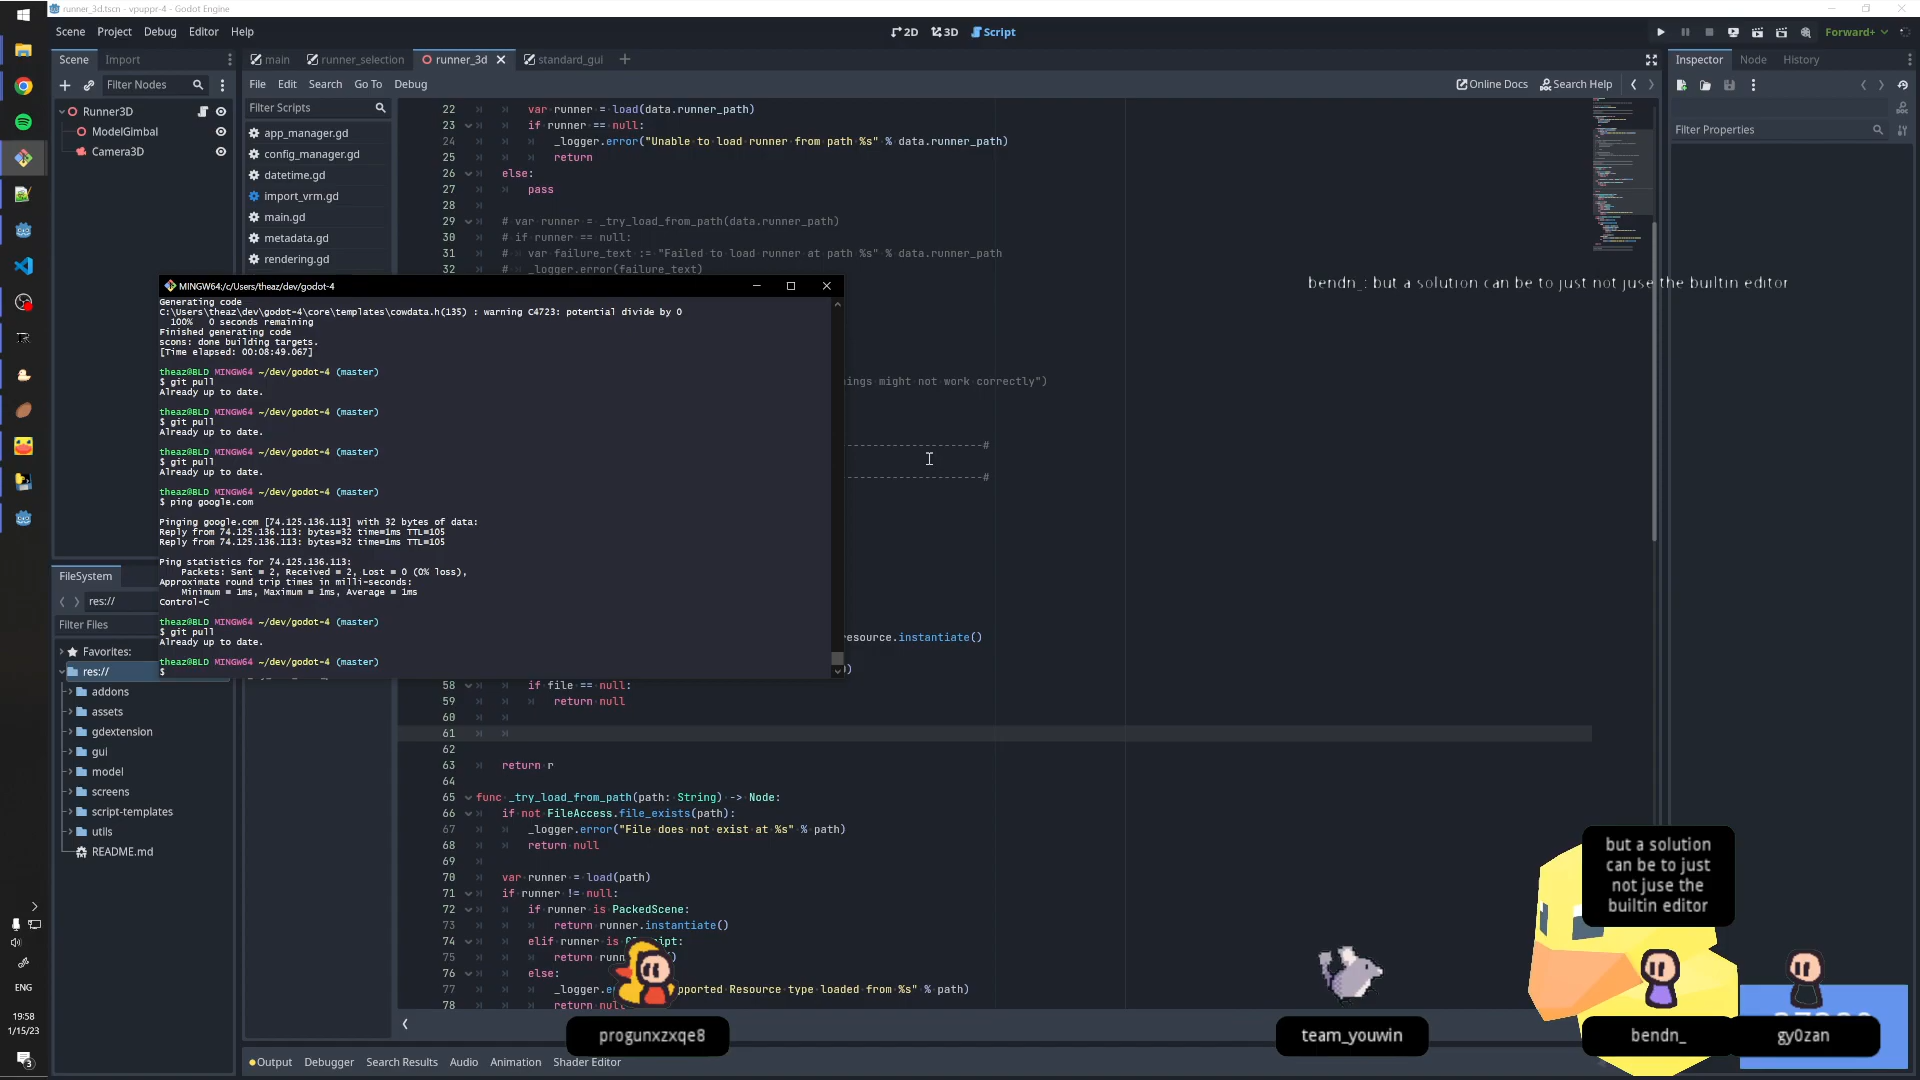 runner_3d.tscn - vpuppr-4 - Godot Engine
Scene Project Debug Editor Help
2D 3D Script
Forward+
Scene Import
main runner_selection runner_3d standard_gui
Inspector Node History
Filter Nodes
File Edit Search Go To Debug
Online Docs Search Help
Filter Scripts
Filter Properties
Runner3D
ModelGimbal
Camera3D
app_manager.gd
config_manager.gd
datetime.gd
import_vrm.gd
main.gd
metadata.gd
rendering.gd
22 var runner = load(data.runner_path)
23 if runner == null:
24 _logger.error("Unable to load runner from path %s" % data.runner_path)
25 return
26 else:
27 pass
28
29 # var runner = _try_load_from_path(data.runner_path)
30 # if runner == null:
31 # var failure_text := "Failed to load runner at path %s" % data.runner_path
32 # _logger.error(failure_text)
bendn_: but a solution can be to just not juse the builtin editor
MINGW64:/c/Users/theaz/dev/godot-4
Generating code
C:\Users\theaz\dev\godot-4\core\templates\cowdata.h(135) : warning C4723: potential divide by 0
100% 0 seconds remaining
Finished generating code
scons: done building targets.
[Time elapsed: 00:08:49.067]
theaz@BLD MINGW64 ~/dev/godot-4 (master)
$ git pull
Already up to date.
theaz@BLD MINGW64 ~/dev/godot-4 (master)
$ git pull
Already up to date.
theaz@BLD MINGW64 ~/dev/godot-4 (master)
$ git pull
Already up to date.
theaz@BLD MINGW64 ~/dev/godot-4 (master)
$ ping google.com
Pinging google.com [74.125.136.113] with 32 bytes of data:
Reply from 74.125.136.113: bytes=32 time=1ms TTL=105
Reply from 74.125.136.113: bytes=32 time=1ms TTL=105
Ping statistics for 74.125.136.113:
Packets: Sent = 2, Received = 2, Lost = 0 (0% loss),
Approximate round trip times in milli-seconds:
Minimum = 1ms, Maximum = 1ms, Average = 1ms
Control-C
theaz@BLD MINGW64 ~/dev/godot-4 (master)
$ git pull
Already up to date.
theaz@BLD MINGW64 ~/dev/godot-4 (master)
$
ings might not work correctly")
--------------------#
--------------------#
esource.instantiate()
)
58 if file == null:
59 return null
60
61
62
63 return r
64
65 func _try_load_from_path(path: String) -> Node:
66 if not FileAccess.file_exists(path):
67 _logger.error("File does not exist at %s" % path)
68 return null
69
70 var runner = load(path)
71 if runner != null:
72 if runner is PackedScene:
73 return runner.instantiate()
74 elif runner is ipt:
75 return runn )
76 else:
77 _logger.e pported Resource type loaded from %s" % path)
78 return null
FileSystem
res://
Filter Files
Favorites:
res://
addons
assets
gdextension
gui
model
screens
script-templates
utils
README.md
but a solution
can be to just
not juse the
builtin editor
progunxzxqe8
team_youwin
bendn_
gy0zan
Output Debugger Search Results Audio Animation Shader Editor
ENG
19:58
1/15/23
3